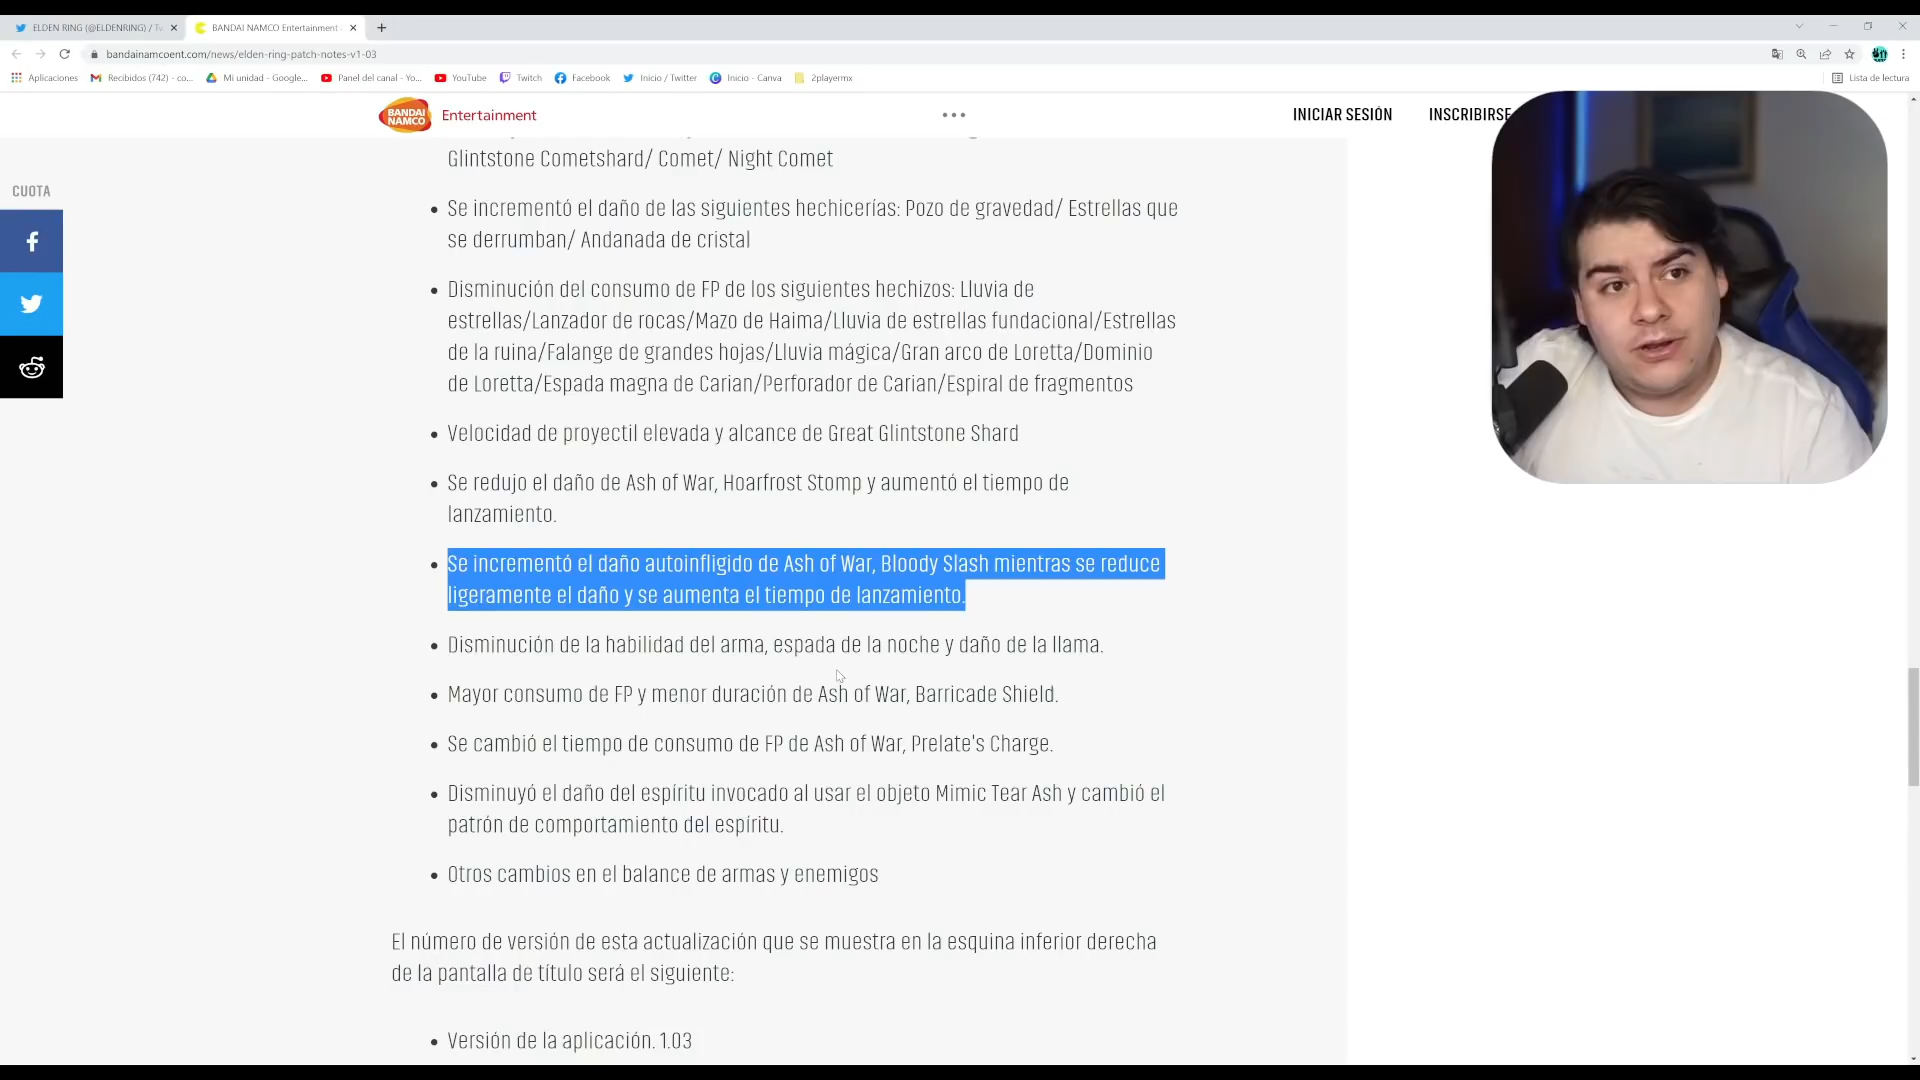 ELDEN RING (@ELDENRING) / Tw
BANDAI NAMCO Entertainment
bandainamcoent.com/news/elden-ring-patch-notes-v1-03
Aplicaciones
Recibidos (742) - co...
Mi unidad - Google...
Panel del canal - Yo...
YouTube
Twitch
Facebook
Inicio / Twitter
Inicio - Canva
2playermx
Lista de lectura
BANDAI NAMCO
Entertainment
INICIAR SESIÓN
INSCRIBIRSE
CUOTA
Glintstone Cometshard/ Comet/ Night Comet
Se incrementó el daño de las siguientes hechicerías: Pozo de gravedad/ Estrellas que
se derrumban/ Andanada de cristal
Disminución del consumo de FP de los siguientes hechizos: Lluvia de
estrellas/Lanzador de rocas/Mazo de Haima/Lluvia de estrellas fundacional/Estrellas
de la ruina/Falange de grandes hojas/Lluvia mágica/Gran arco de Loretta/Dominio
de Loretta/Espada magna de Carian/Perforador de Carian/Espiral de fragmentos
Velocidad de proyectil elevada y alcance de Great Glintstone Shard
Se redujo el daño de Ash of War, Hoarfrost Stomp y aumentó el tiempo de
lanzamiento.
Se incrementó el daño autoinfligido de Ash of War, Bloody Slash mientras se reduce
ligeramente el daño y se aumenta el tiempo de lanzamiento.
Disminución de la habilidad del arma, espada de la noche y daño de la llama.
Mayor consumo de FP y menor duración de Ash of War, Barricade Shield.
Se cambió el tiempo de consumo de FP de Ash of War, Prelate's Charge.
Disminuyó el daño del espíritu invocado al usar el objeto Mimic Tear Ash y cambió el
patrón de comportamiento del espíritu.
Otros cambios en el balance de armas y enemigos
El número de versión de esta actualización que se muestra en la esquina inferior derecha
de la pantalla de título será el siguiente:
Versión de la aplicación. 1.03